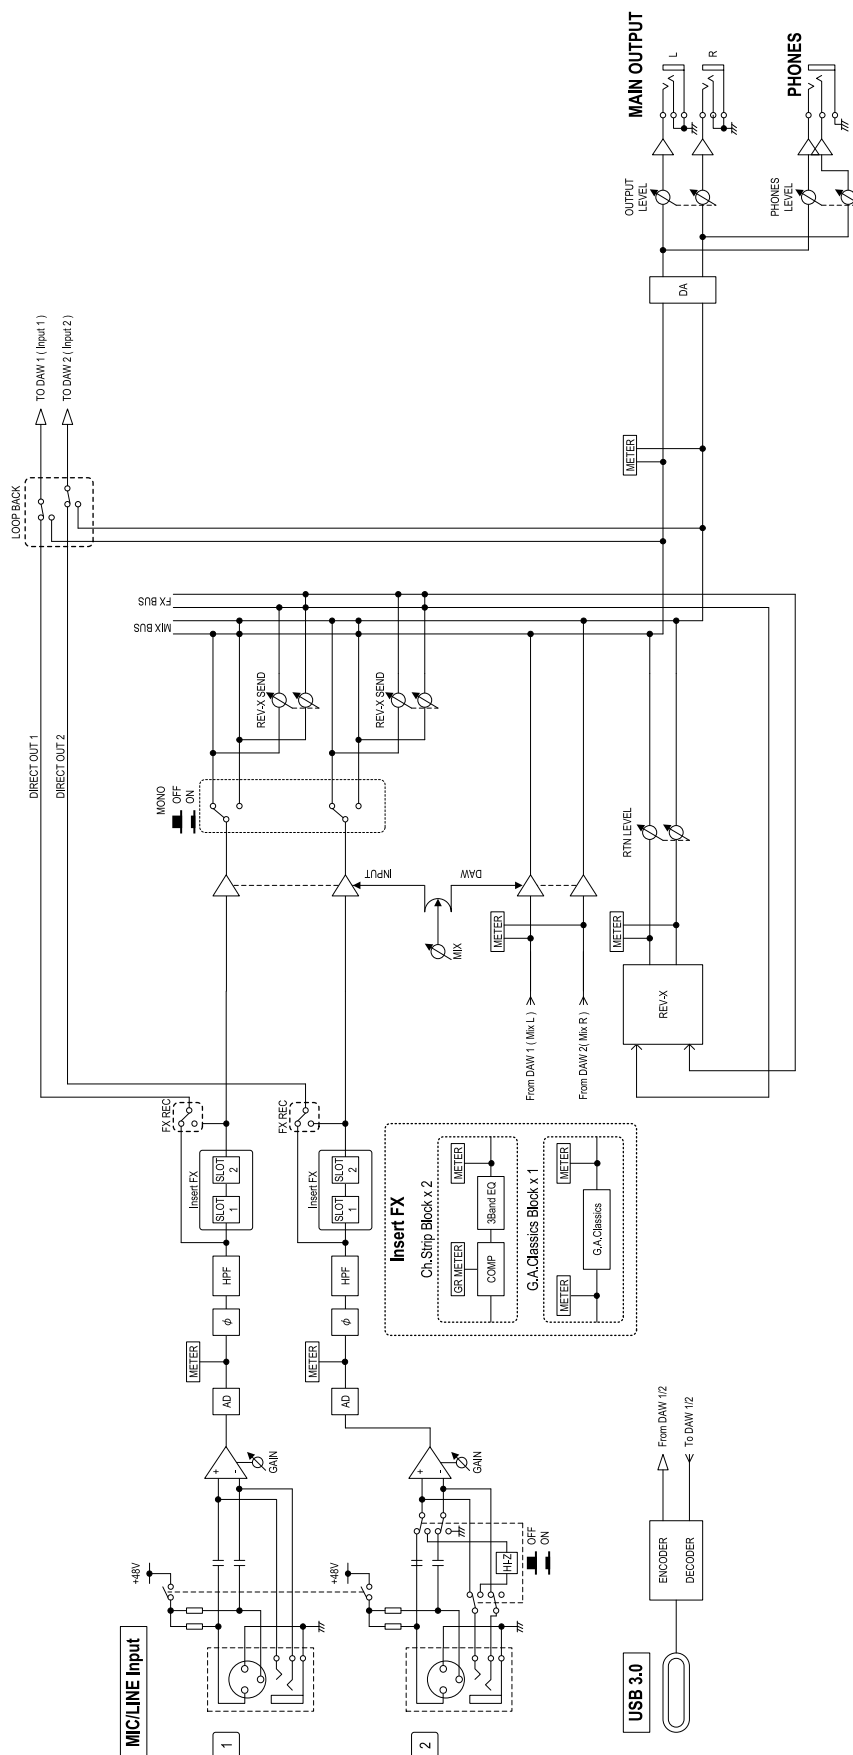 MIC/LINE Input
1
+48V
GAIN
AD
METER
ϕ
HPF
Insert FX
SLOT 1
SLOT 2
FX REC
DIRECT OUT 1
2
+48V
HI-Z
OFF
ON
GAIN
AD
METER
ϕ
HPF
Insert FX
SLOT 1
SLOT 2
FX REC
DIRECT OUT 2
MONO
OFF
ON
REV-X SEND
REV-X SEND
MIX BUS
FX BUS
LOOP BACK
TO DAW 1 ( Input 1 )
TO DAW 2 ( Input 2 )
INPUT
DAW
MIX
METER
From DAW 1 ( Mix L )
From DAW 2( Mix R )
REV-X
METER
RTN LEVEL
METER
DA
OUTPUT
LEVEL
MAIN OUTPUT
L
R
PHONES
LEVEL
PHONES
Insert FX
Ch.Strip Block x 2
GR METER
COMP
3Band EQ
METER
G.A.Classics Block x 1
METER
G.A.Classics
METER
USB 3.0
ENCODER
DECODER
From DAW 1/2
To DAW 1/2